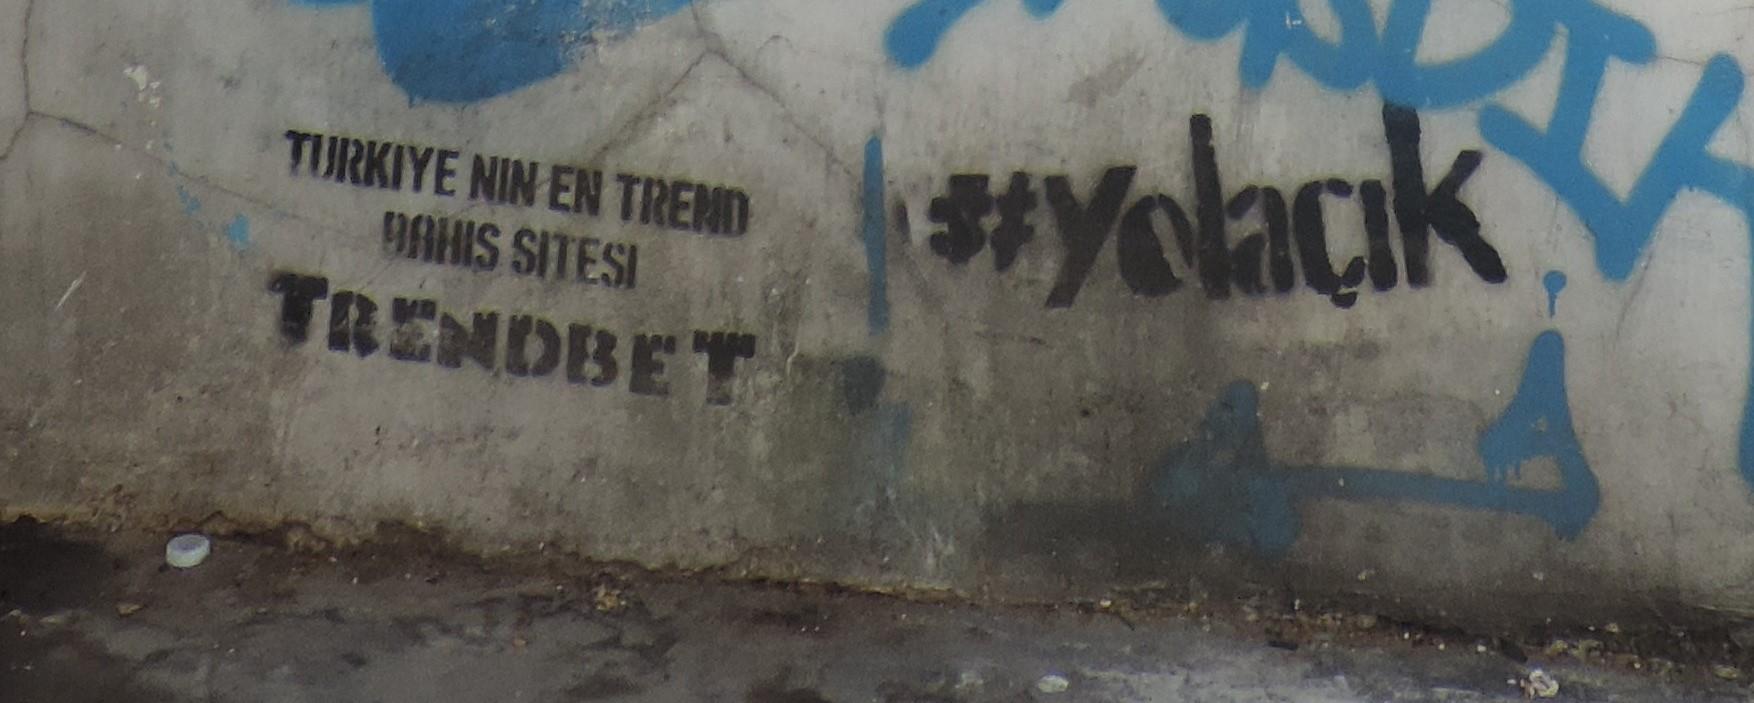 TURKIYE NIN EN TREND
BAHIS SITESI
TRENDBET
#yolaçık